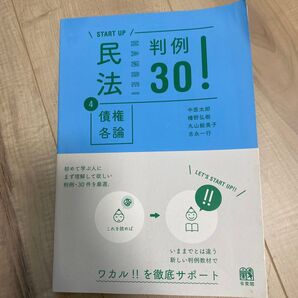 START UP
民法
④
債権
各論
判例
30!
中原太郎
幡野弘樹
丸山絵美子
吉永一行
初めて学ぶ人に
まず理解して欲しい
判例・30件を厳選。
LET'S START UP!!
!!
これを読めば
いままでとは違う
新しい判例教材で
ワカル!!を徹底サポート
有斐閣